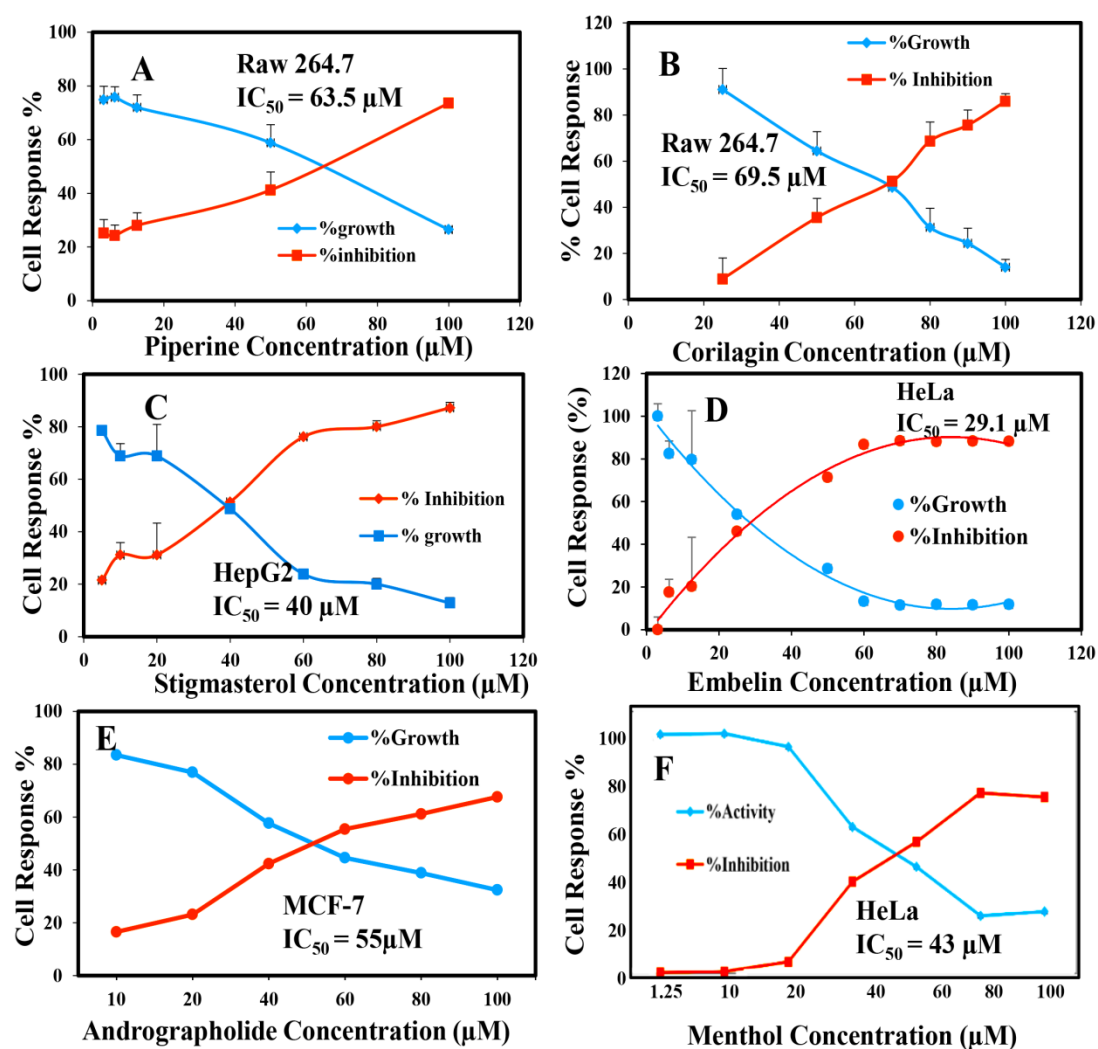 A
Raw 264.7
IC50 = 63.5 µM
Cell Response %
100
80
60
40
20
0
%growth
%inhibition
0 20 40 60 80 100 120
Piperine Concentration (µM)
B
%Growth
% Inhibition
Raw 264.7
IC50 = 69.5 µM
% Cell Response
120
100
80
60
40
20
0
0 20 40 60 80 100 120
Corilagin Concentration (µM)
C
Cell Response %
100
80
60
40
20
0
% Inhibition
% growth
HepG2
IC50 = 40 µM
0 20 40 60 80 100 120
Stigmasterol Concentration (µM)
D
HeLa
IC50 = 29.1 µM
Cell Response (%)
120
100
80
60
40
20
0
%Growth
%Inhibition
0 20 40 60 80 100 120
Embelin Concentration (µM)
E
%Growth
%Inhibition
Cell Response %
100
80
60
40
20
0
MCF-7
IC50 = 55µM
10 20 40 60 80 100
Andrographolide Concentration (µM)
F
Cell Response %
100
80
60
40
20
0
%Activity
%Inhibition
HeLa
IC50 = 43 µM
1.25 10 20 40 60 80 100
Menthol Concentration (µM)